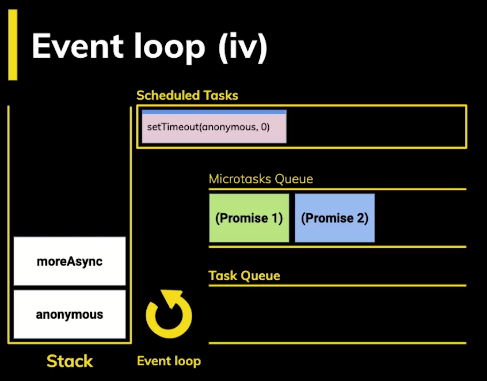 Event loop (iv)
Scheduled Tasks
setTimeout(anonymous, 0)
Microtasks Queue
(Promise 1)
(Promise 2)
moreAsync
Task Queue
anonymous
Stack
Event loop